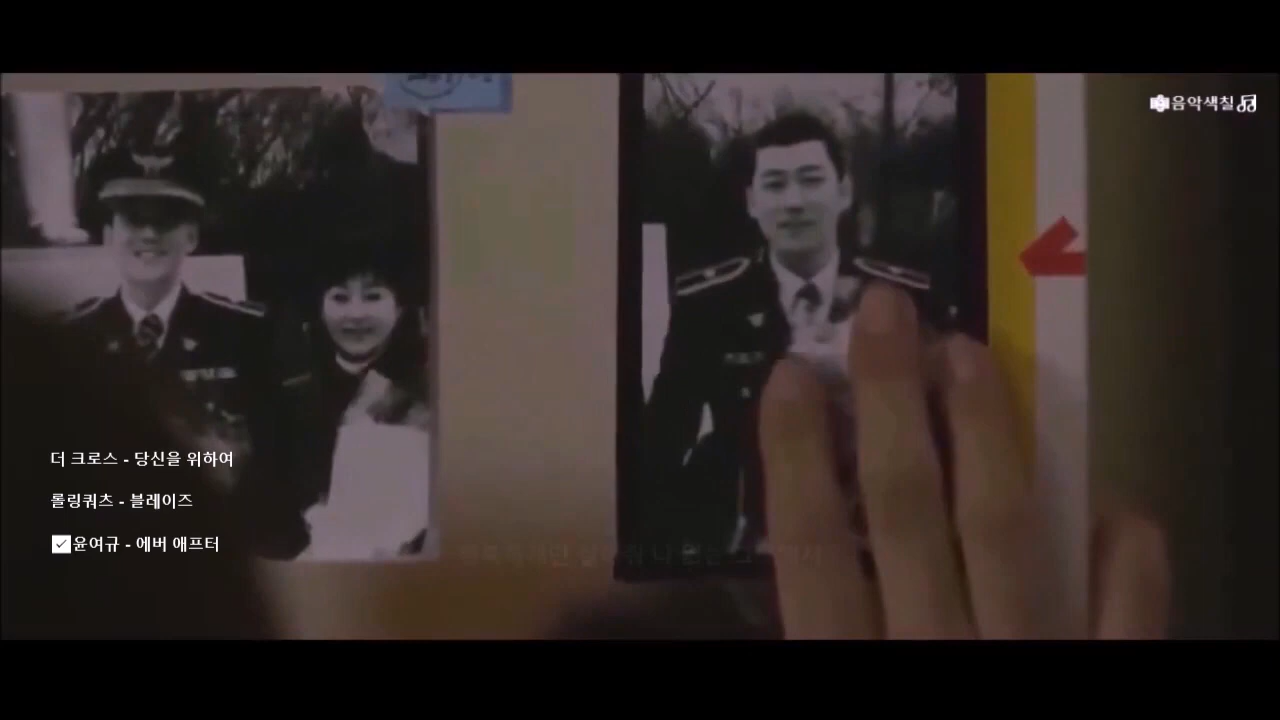 음악색칠
더 크로스 - 당신을 위하여
롤링쿼츠 - 블레이즈
윤여규 - 에버 애프터